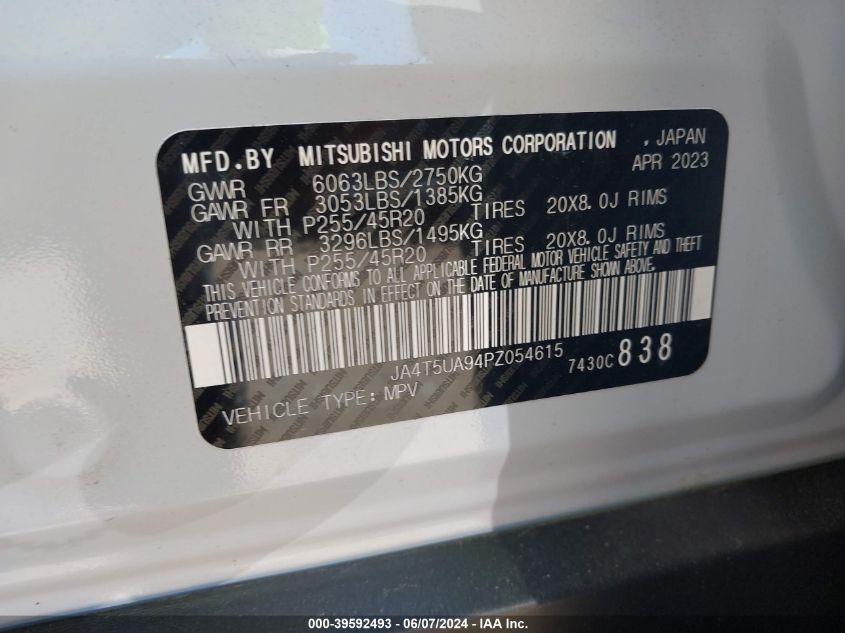 MFD.BY MITSUBISHI MOTORS CORPORATION , JAPAN
APR 2023
GVWR 6063LBS/2750KG
GAWR FR 3053LBS/1385KG
WITH P255/45R20 TIRES 20X8.0J RIMS
GAWR RR 3296LBS/1495KG
WITH P255/45R20 TIRES 20X8.0J RIMS
THIS VEHICLE CONFORMS TO ALL APPLICABLE FEDERAL MOTOR VEHICLE SAFETY AND THEFT
PREVENTION STANDARDS IN EFFECT ON THE DATE OF MANUFACTURE SHOWN ABOVE.
JA4T5UA94PZ054615 7430C 838
VEHICLE TYPE: MPV
000-39592493 - 06/07/2024 - IAA Inc.